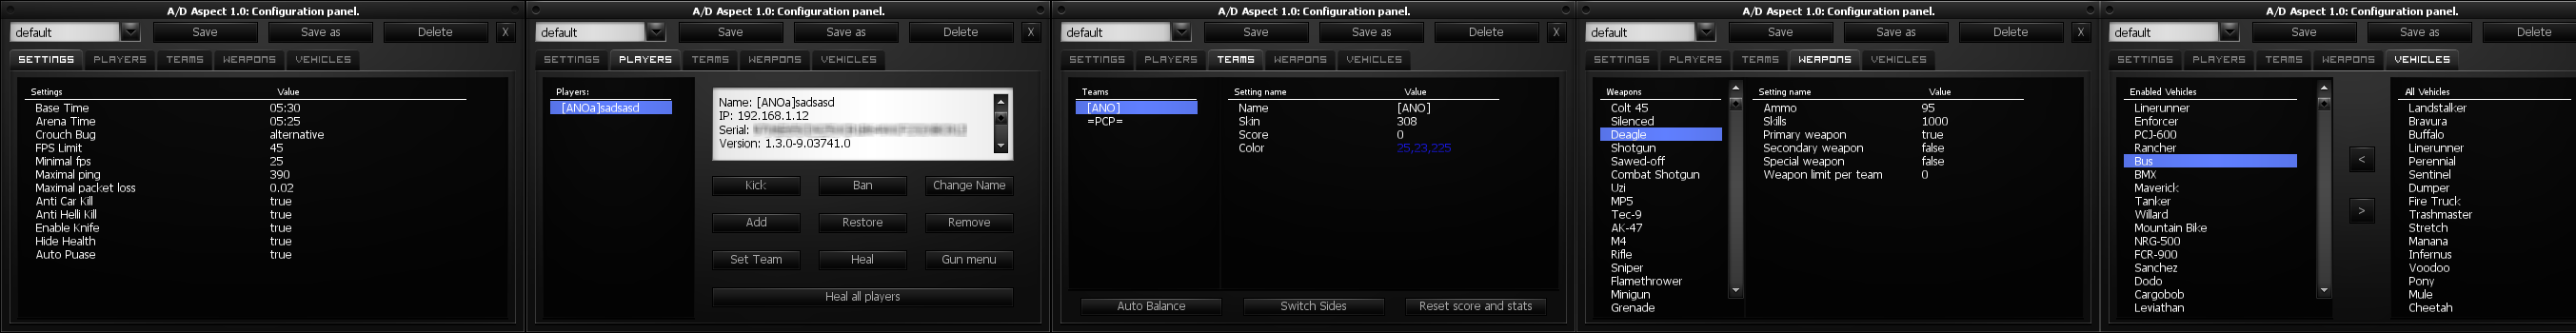 A/D Aspect 1.0: Configuration panel.
default Save Save as Delete X
SETTINGS PLAYERS TEAMS WEAPONS VEHICLES
Settings Value
Base Time 05:30
Arena Time 05:25
Crouch Bug alternative
FPS Limit 45
Minimal fps 25
Maximal ping 390
Maximal packet loss 0.02
Anti Car Kill true
Anti Helli Kill true
Enable Knife true
Hide Health true
Auto Puase true
A/D Aspect 1.0: Configuration panel.
default Save Save as Delete X
SETTINGS PLAYERS TEAMS WEAPONS VEHICLES
Players:
[ANOa]sadsasd
Name: [ANOa]sadsasd
IP: 192.168.1.12
Serial:
Version: 1.3.0-9.03741.0
Kick Ban Change Name
Add Restore Remove
Set Team Heal Gun menu
Heal all players
A/D Aspect 1.0: Configuration panel.
default Save Save as Delete X
SETTINGS PLAYERS TEAMS WEAPONS VEHICLES
Teams
[ANO]
=PCP=
Setting name Value
Name [ANO]
Skin 308
Score 0
Color 25,23,225
Auto Balance Switch Sides Reset score and stats
A/D Aspect 1.0: Configuration panel.
default Save Save as Delete X
SETTINGS PLAYERS TEAMS WEAPONS VEHICLES
Weapons
Colt 45
Silenced
Deagle
Shotgun
Sawed-off
Combat Shotgun
Uzi
MP5
Tec-9
AK-47
M4
Rifle
Sniper
Flamethrower
Minigun
Grenade
Setting name Value
Ammo 95
Skills 1000
Primary weapon true
Secondary weapon false
Special weapon false
Weapon limit per team 0
A/D Aspect 1.0: Configuration panel.
default Save Save as Delete
SETTINGS PLAYERS TEAMS WEAPONS VEHICLES
Enabled Vehicles
Linerunner
Enforcer
PCJ-600
Rancher
Bus
BMX
Maverick
Tanker
Willard
Mountain Bike
NRG-500
FCR-900
Sanchez
Dodo
Cargobob
Leviathan
<
>
All Vehicles
Landstalker
Bravura
Buffalo
Linerunner
Perennial
Sentinel
Dumper
Fire Truck
Trashmaster
Stretch
Manana
Infernus
Voodoo
Pony
Mule
Cheetah